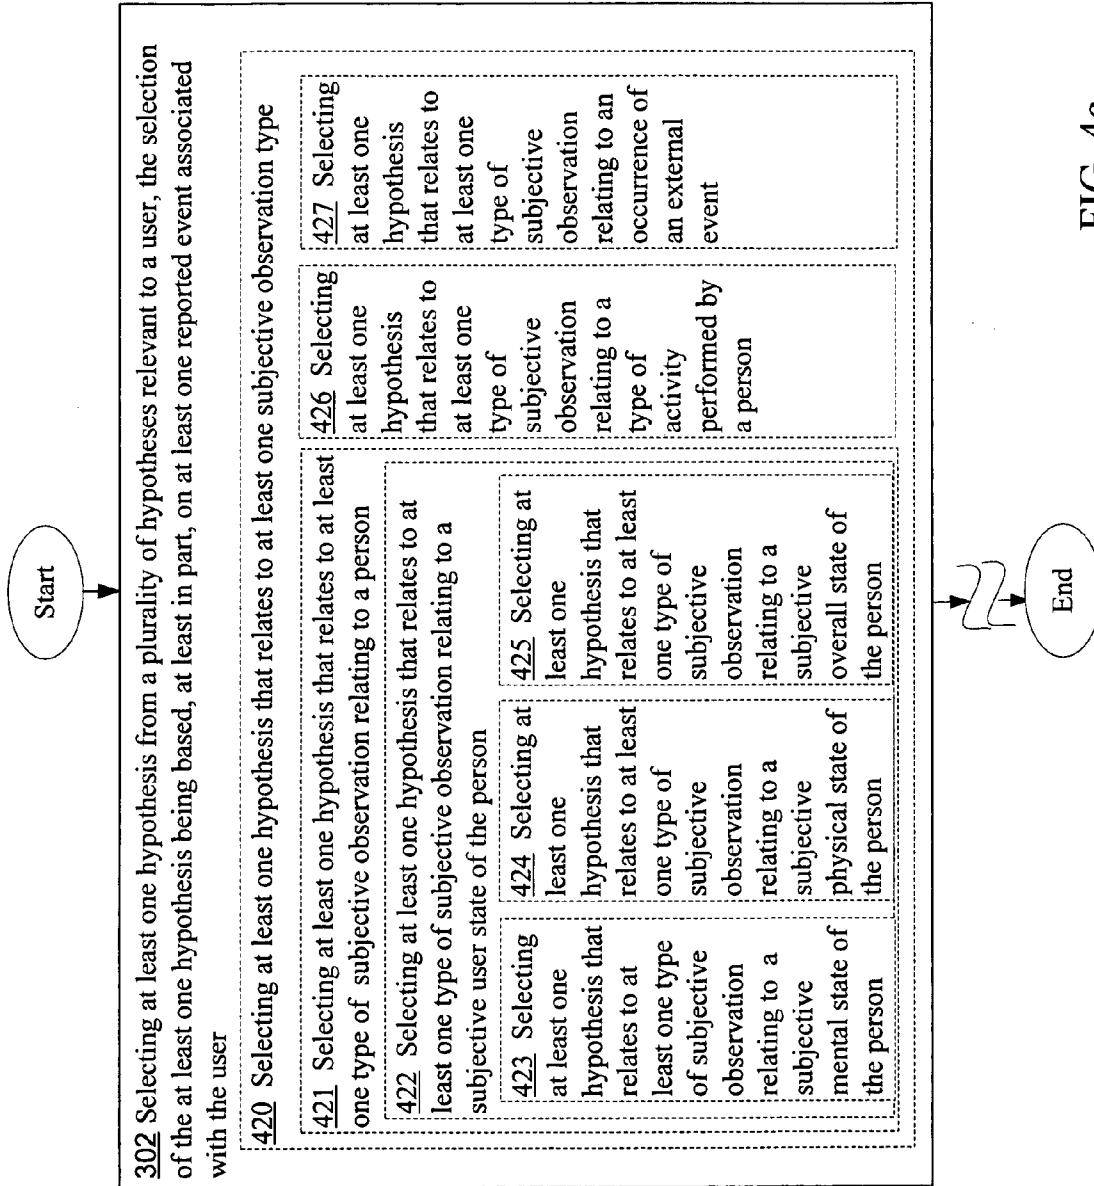 Start
302 Selecting at least one hypothesis from a plurality of hypotheses relevant to a user, the selection
of the at least one hypothesis being based, at least in part, on at least one reported event associated
with the user
420 Selecting at least one hypothesis that relates to at least one subjective observation type
421 Selecting at least one hypothesis that relates to at least
one type of subjective observation relating to a person
422 Selecting at least one hypothesis that relates to at
least one type of subjective observation relating to a
subjective user state of the person
423 Selecting
at least one
hypothesis that
relates to at
least one type
of subjective
observation
relating to a
subjective
mental state of
the person
424 Selecting at
least one
hypothesis that
relates to at least
one type of
subjective
observation
relating to a
subjective
physical state of
the person
425 Selecting at
least one
hypothesis that
relates to at least
one type of
subjective
observation
relating to a
subjective
overall state of
the person
426 Selecting
at least one
hypothesis
that relates to
at least one
type of
subjective
observation
relating to a
type of
activity
performed by
a person
427 Selecting
at least one
hypothesis
that relates to
at least one
type of
subjective
observation
relating to an
occurrence of
an external
event
End